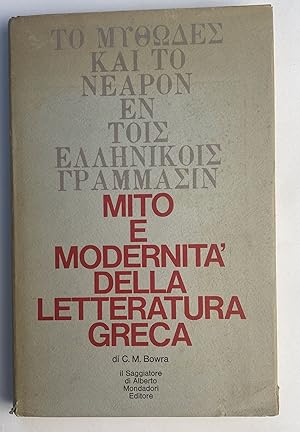 ΤΟ ΜΥΘΩΔΕΣ
ΚΑΙ ΤΟ
ΝΕΑΡΟΝ
ΕΝ
ΤΟΙΣ
ΕΛΛΗΝΙΚΟΙΣ
ΓΡΑΜΜΑΣΙΝ
MITO
E
MODERNITA'
DELLA
LETTERATURA
GRECA
di C. M. Bowra
il Saggiatore
di Alberto
Mondadori
Editore